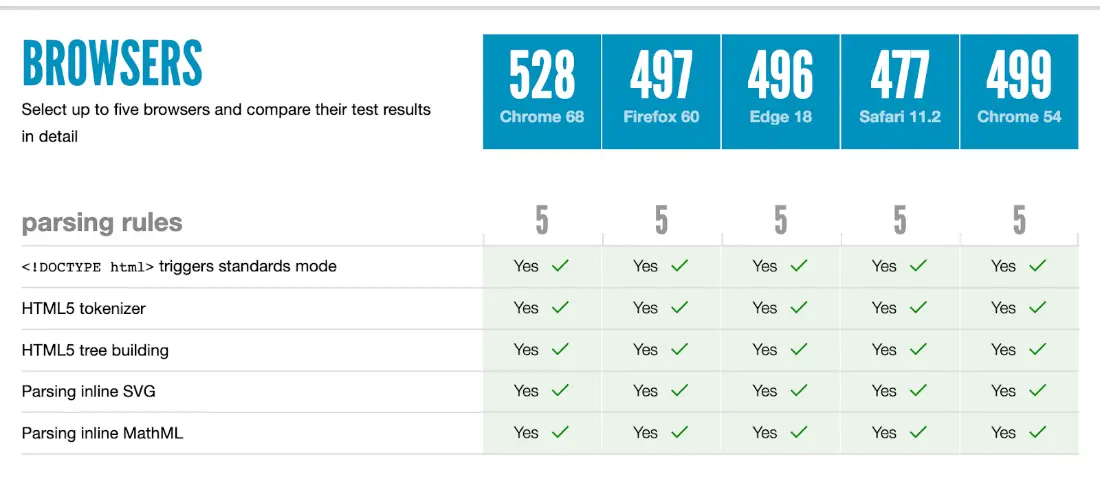 BROWSERS
Select up to five browsers and compare their test results
in detail
528 497 496 477 499
Chrome 68 Firefox 60 Edge 18 Safari 11.2 Chrome 54
parsing rules 5 5 5 5 5
<!DOCTYPE html> triggers standards mode Yes ✓ Yes ✓ Yes ✓ Yes ✓ Yes ✓
HTML5 tokenizer Yes ✓ Yes ✓ Yes ✓ Yes ✓ Yes ✓
HTML5 tree building Yes ✓ Yes ✓ Yes ✓ Yes ✓ Yes ✓
Parsing inline SVG Yes ✓ Yes ✓ Yes ✓ Yes ✓ Yes ✓
Parsing inline MathML Yes ✓ Yes ✓ Yes ✓ Yes ✓ Yes ✓